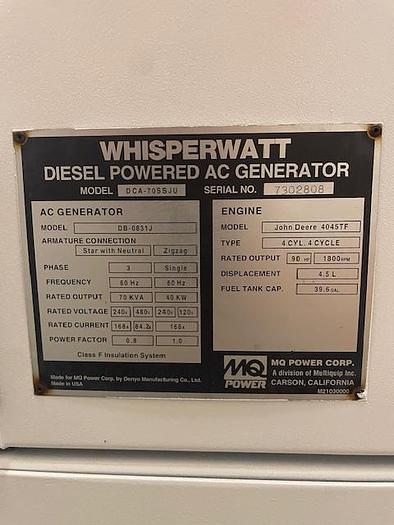 WHISPERWATT
DIESEL POWERED AC GENERATOR
MODEL DCA-70SSJU SERIAL NO. 7302808
AC GENERATOR
MODEL DB-0831J
ARMATURE CONNECTION
Star with Neutral Zigzag
PHASE 3 Single
FREQUENCY 60 Hz 60 Hz
RATED OUTPUT 70 KVA 40 KW
RATED VOLTAGE 240V 480V 240V 120V
RATED CURRENT 168A 84.2A 168A
POWER FACTOR 0.8 1.0
Class F Insulation System
Made for MQ Power Corp. by Denyo Manufacturing Co., Ltd.
Made in USA
ENGINE
MODEL John Deere 4045TF
TYPE 4 CYL. 4 CYCLE
RATED OUTPUT 90 HP 1800 RPM
DISPLACEMENT 4.5 L
FUEL TANK CAP. 39.6 GAL
MQ
POWER
MQ POWER CORP.
A division of Multiquip Inc.
CARSON, CALIFORNIA
M21030000